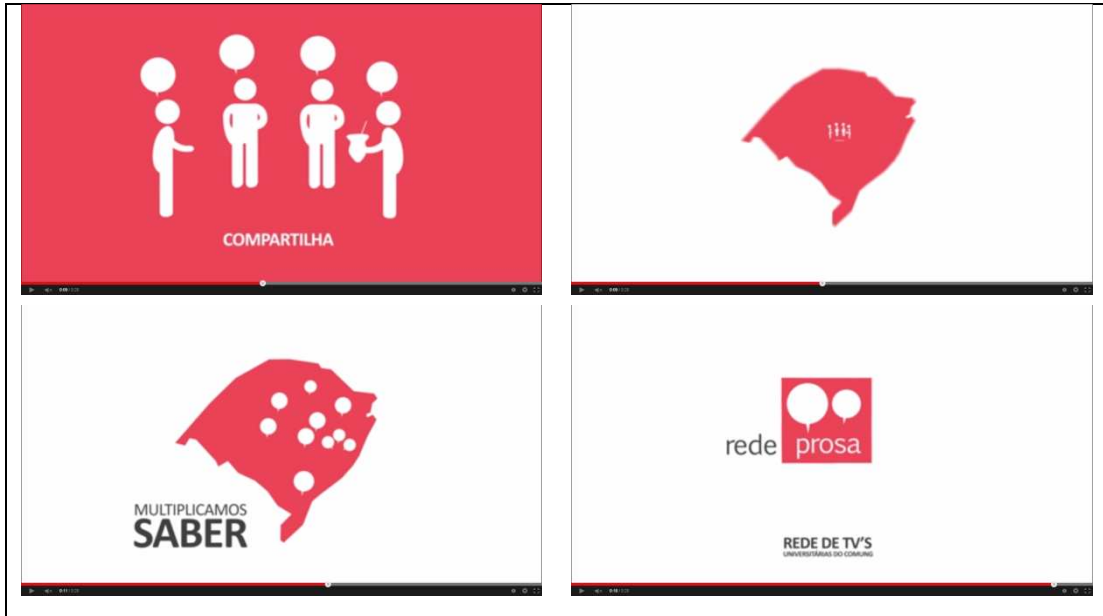 COMPARTILHA
MULTIPLICAMOS
SABER
rede prosa
REDE DE TV'S
UNIVERSITÁRIAS DO COMUNG